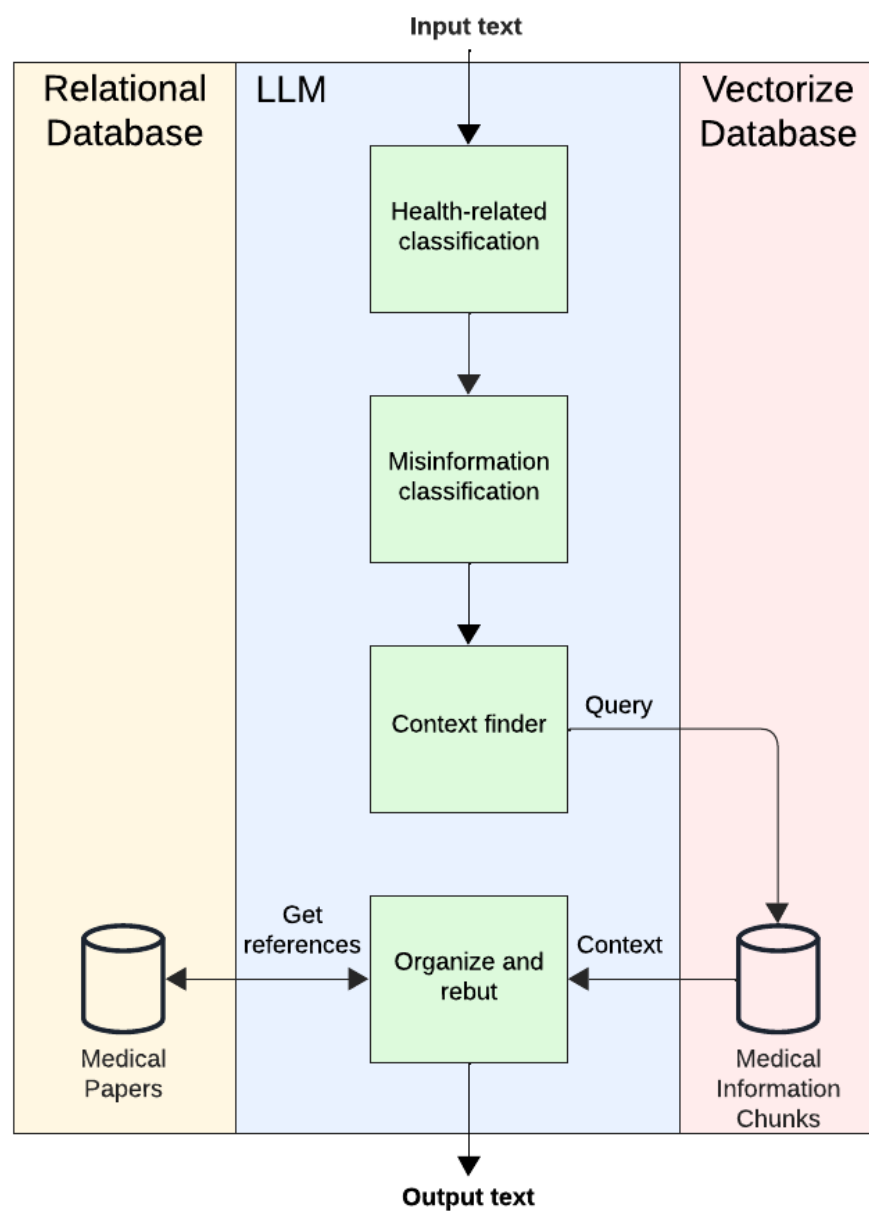 Input text
Relational
Database
LLM
Vectorize
Database
Health-related
classification
Misinformation
classification
Context finder
Query
Get
references
Organize and
rebut
Context
Medical
Papers
Medical
Information
Chunks
Output text